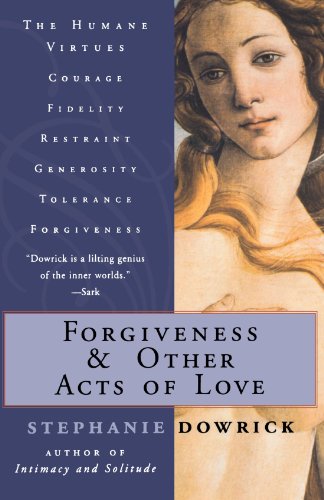 THE HUMANE
VIRTUES
COURAGE
FIDELITY
RESTRAINT
GENEROSITY
TOLERANCE
FORGIVENESS
"Dowrick is a lilting genius
of the inner worlds."
—Sark
FORGIVENESS
& OTHER
ACTS OF LOVE
STEPHANIE DOWRICK
AUTHOR OF
Intimacy and Solitude